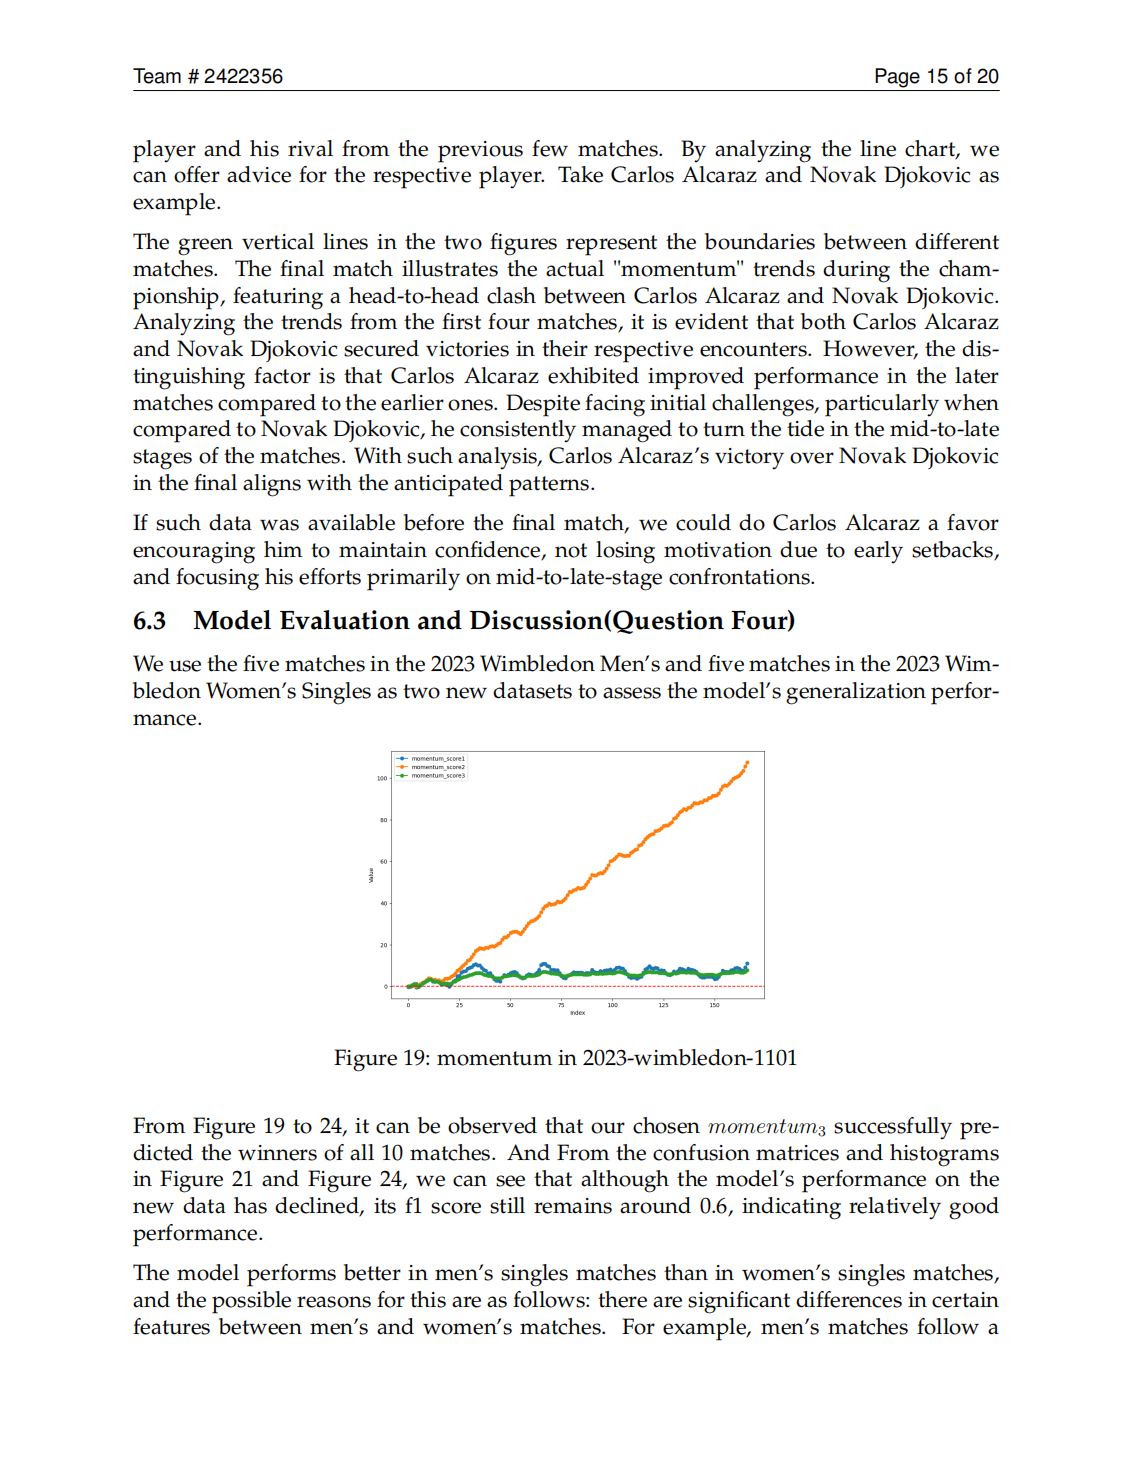 Team # 2422356
Page 15 of 20
player and his rival from the previous few matches. By analyzing the line chart, we
can offer advice for the respective player. Take Carlos Alcaraz and Novak Djokovic as
example.
The green vertical lines in the two figures represent the boundaries between different
matches. The final match illustrates the actual "momentum" trends during the cham-
pionship, featuring a head-to-head clash between Carlos Alcaraz and Novak Djokovic.
Analyzing the trends from the first four matches, it is evident that both Carlos Alcaraz
and Novak Djokovic secured victories in their respective encounters. However, the dis-
tinguishing factor is that Carlos Alcaraz exhibited improved performance in the later
matches compared to the earlier ones. Despite facing initial challenges, particularly when
compared to Novak Djokovic, he consistently managed to turn the tide in the mid-to-late
stages of the matches. With such analysis, Carlos Alcaraz's victory over Novak Djokovic
in the final aligns with the anticipated patterns.
If such data was available before the final match, we could do Carlos Alcaraz a favor
encouraging him to maintain confidence, not losing motivation due to early setbacks,
and focusing his efforts primarily on mid-to-late-stage confrontations.
6.3 Model Evaluation and Discussion(Question Four)
We use the five matches in the 2023 Wimbledon Men's and five matches in the 2023 Wim-
bledon Women's Singles as two new datasets to assess the model's generalization perfor-
mance.
momentum_score1
momentum_score2
momentum_score3
100
80
60
40
20
0
Value
0 25 50 75 100 125 150
Index
Figure 19: momentum in 2023-wimbledon-1101
From Figure 19 to 24, it can be observed that our chosen momentum3 successfully pre-
dicted the winners of all 10 matches. And From the confusion matrices and histograms
in Figure 21 and Figure 24, we can see that although the model's performance on the
new data has declined, its f1 score still remains around 0.6, indicating relatively good
performance.
The model performs better in men's singles matches than in women's singles matches,
and the possible reasons for this are as follows: there are significant differences in certain
features between men's and women's matches. For example, men's matches follow a